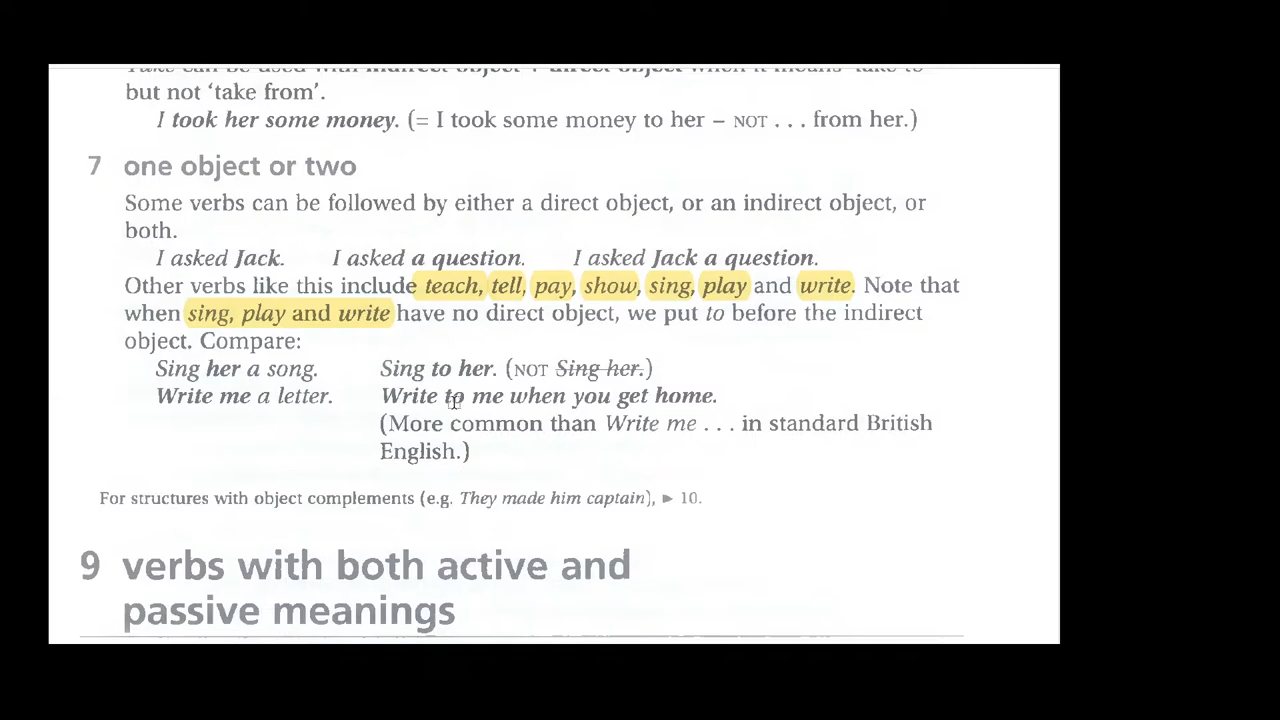 but not ‘take from’.
I took her some money. (= I took some money to her – NOT . . . from her.)
7 one object or two
Some verbs can be followed by either a direct object, or an indirect object, or
both.
I asked Jack. I asked a question. I asked Jack a question.
Other verbs like this include teach, tell, pay, show, sing, play and write. Note that
when sing, play and write have no direct object, we put to before the indirect
object. Compare:
Sing her a song. Sing to her. (NOT Sing her.)
Write me a letter. Write to me when you get home.
(More common than Write me . . . in standard British
English.)
For structures with object complements (e.g. They made him captain), ► 10.
9 verbs with both active and
passive meanings